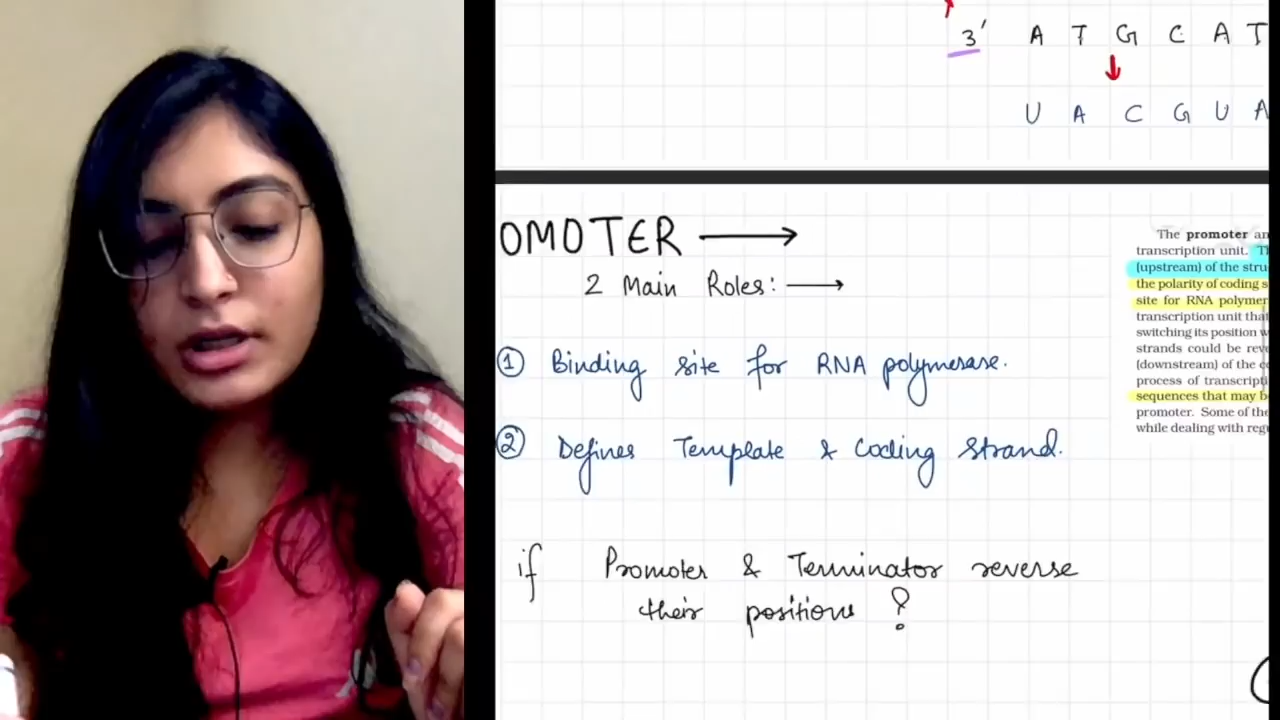 3' A T G C A T
U A C G U A
OMOTER
2 Main Roles:
① Binding site for RNA polymerase.
② Defines Template & Coding Strand.
if Promoter & Terminator reverse
their positions ?
The promoter an
transcription unit. T
(upstream) of the stru
the polarity of coding s
site for RNA polymer
transcription unit that
switching its position w
strands could be rev
(downstream) of the c
process of transcripti
sequences that may b
promoter. Some of the
while dealing with reg